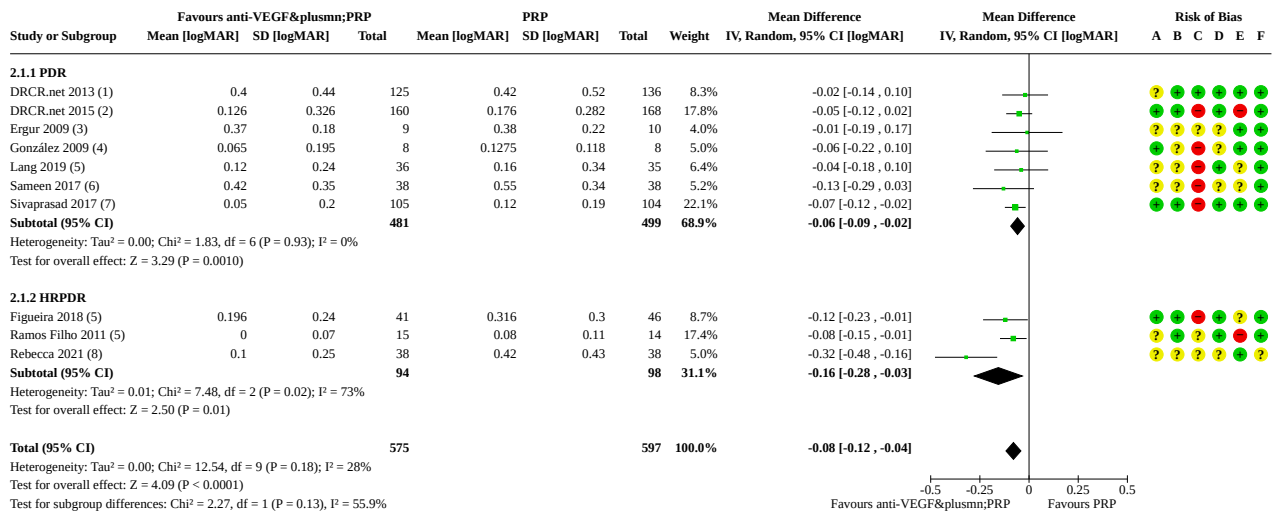 Favours anti-VEGF&plusmn;PRP PRP Mean Difference Mean Difference Risk of Bias
Study or Subgroup Mean [logMAR] SD [logMAR] Total Mean [logMAR] SD [logMAR] Total Weight IV, Random, 95% CI [logMAR] IV, Random, 95% CI [logMAR] A B C D E F
2.1.1 PDR
DRCR.net 2013 (1) 0.4 0.44 125 0.42 0.52 136 8.3% -0.02 [-0.14 , 0.10] ? + + + + +
DRCR.net 2015 (2) 0.126 0.326 160 0.176 0.282 168 17.8% -0.05 [-0.12 , 0.02] + + − + − +
Ergur 2009 (3) 0.37 0.18 9 0.38 0.22 10 4.0% -0.01 [-0.19 , 0.17] ? ? ? ? + +
González 2009 (4) 0.065 0.195 8 0.1275 0.118 8 5.0% -0.06 [-0.22 , 0.10] + ? − ? + +
Lang 2019 (5) 0.12 0.24 36 0.16 0.34 35 6.4% -0.04 [-0.18 , 0.10] ? ? − + ? +
Sameen 2017 (6) 0.42 0.35 38 0.55 0.34 38 5.2% -0.13 [-0.29 , 0.03] ? ? − ? ? +
Sivaprasad 2017 (7) 0.05 0.2 105 0.12 0.19 104 22.1% -0.07 [-0.12 , -0.02] + + − + + +
Subtotal (95% CI) 481 499 68.9% -0.06 [-0.09 , -0.02]
Heterogeneity: Tau² = 0.00; Chi² = 1.83, df = 6 (P = 0.93); I² = 0%
Test for overall effect: Z = 3.29 (P = 0.0010)
2.1.2 HRPDR
Figueira 2018 (5) 0.196 0.24 41 0.316 0.3 46 8.7% -0.12 [-0.23 , -0.01] + + − + ? +
Ramos Filho 2011 (5) 0 0.07 15 0.08 0.11 14 17.4% -0.08 [-0.15 , -0.01] ? + ? + − +
Rebecca 2021 (8) 0.1 0.25 38 0.42 0.43 38 5.0% -0.32 [-0.48 , -0.16] ? ? ? ? + ?
Subtotal (95% CI) 94 98 31.1% -0.16 [-0.28 , -0.03]
Heterogeneity: Tau² = 0.01; Chi² = 7.48, df = 2 (P = 0.02); I² = 73%
Test for overall effect: Z = 2.50 (P = 0.01)
Total (95% CI) 575 597 100.0% -0.08 [-0.12 , -0.04]
Heterogeneity: Tau² = 0.00; Chi² = 12.54, df = 9 (P = 0.18); I² = 28%
Test for overall effect: Z = 4.09 (P < 0.0001)
-0.5 -0.25 0 0.25 0.5
Test for subgroup differences: Chi² = 2.27, df = 1 (P = 0.13), I² = 55.9%
Favours anti-VEGF&plusmn;PRP Favours PRP